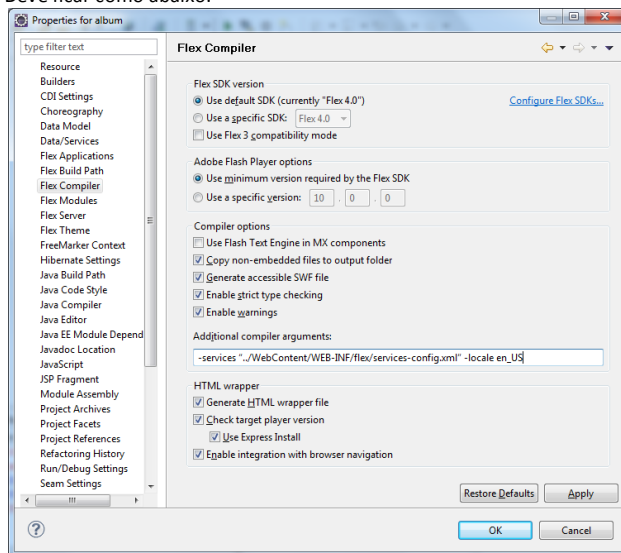 Deve ficar como abaixo:
Properties for album
type filter text
Flex Compiler
Resource
Builders
CDI Settings
Choreography
Data Model
Data/Services
Flex Applications
Flex Build Path
Flex Compiler
Flex Modules
Flex Server
Flex Theme
FreeMarker Context
Hibernate Settings
Java Build Path
Java Code Style
Java Compiler
Java Editor
Java EE Module Depend
Javadoc Location
JavaScript
JSP Fragment
Module Assembly
Project Archives
Project Facets
Project References
Refactoring History
Run/Debug Settings
Seam Settings
Flex SDK version
Use default SDK (currently "Flex 4.0")
Configure Flex SDKs...
Use a specific SDK: Flex 4.0
Use Flex 3 compatibility mode
Adobe Flash Player options
Use minimum version required by the Flex SDK
Use a specific version: 10 . 0 . 0
Compiler options
Use Flash Text Engine in MX components
Copy non-embedded files to output folder
Generate accessible SWF file
Enable strict type checking
Enable warnings
Additional compiler arguments:
-services "../WebContent/WEB-INF/flex/services-config.xml" -locale en_US
HTML wrapper
Generate HTML wrapper file
Check target player version
Use Express Install
Enable integration with browser navigation
Restore Defaults
Apply
OK
Cancel